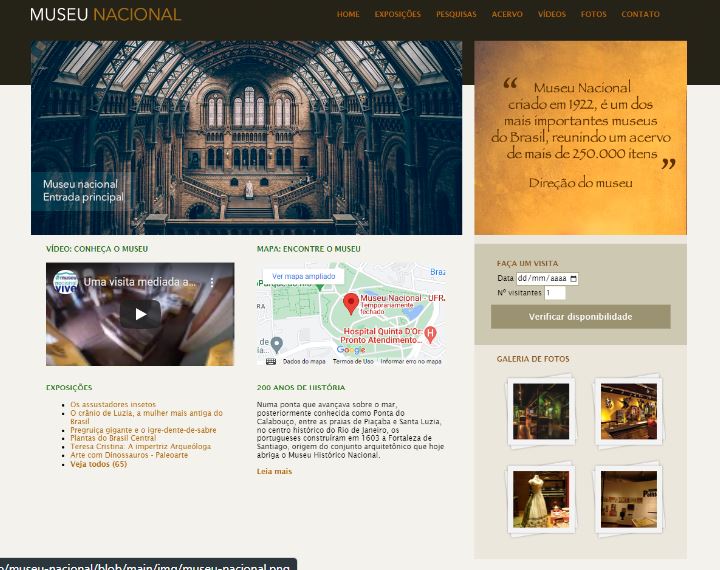 MUSEU NACIONAL
HOME EXPOSIÇÕES PESQUISAS ACERVO VÍDEOS FOTOS CONTATO
Museu nacional
Entrada principal
“ Museu Nacional
criado em 1922, é um dos
mais importantes museus
do Brasil, reunindo um acervo
de mais de 250.000 itens ”
Direção do museu
VÍDEO: CONHEÇA O MUSEU
Uma visita mediada a...
MAPA: ENCONTRE O MUSEU
Ver mapa ampliado
Museu Nacional - UFR
Temporariamente
fechado
Hospital Quinta D'Or:
Pronto Atendimento...
Google
Dados do mapa Termos de Uso Informar erro no mapa
FAÇA UM VISITA
Data dd/mm/aaaa
Nº visitantes 1
Verificar disponibilidade
GALERIA DE FOTOS
EXPOSIÇÕES
Os assustadores insetos
O crânio de Luzia, a mulher mais antiga do
Brasil
Preguiça gigante e o igre-dente-de-sabre
Plantas do Brasil Central
Teresa Cristina: A impertriz Arqueóloga
Arte com Dinossauros - Paleoarte
Veja todos (65)
200 ANOS DE HISTÓRIA
Numa ponta que avançava sobre o mar,
posteriormente conhecida como Ponta do
Calabouço, entre as praias de Piaçaba e Santa Luzia,
no centro histórico do Rio de Janeiro, os
portugueses construíram em 1603 a Fortaleza de
Santiago, origem do conjunto arquitetônico que hoje
abriga o Museu Histórico Nacional.
Leia mais
o/museu-nacional/blob/main/img/museu-nacional.png